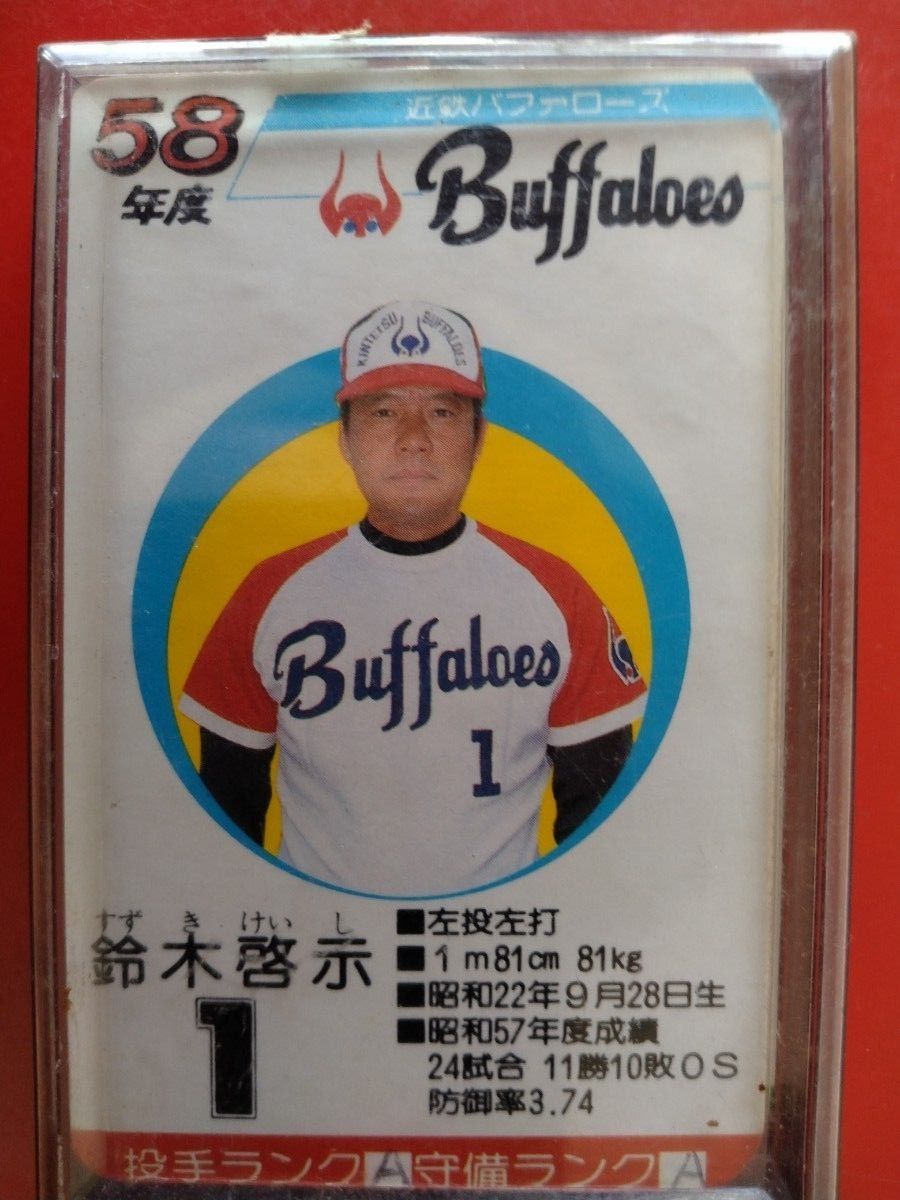 58
年度
近鉄バファローズ
Buffaloes
KINTETSU BUFFALOES
Buffaloes
1
すずきけいし
鈴木啓示
1
■左投左打
■1m81cm 81kg
■昭和22年9月28日生
■昭和57年度成績
24試合 11勝10敗0S
防御率3.74
投手ランクA守備ランクA